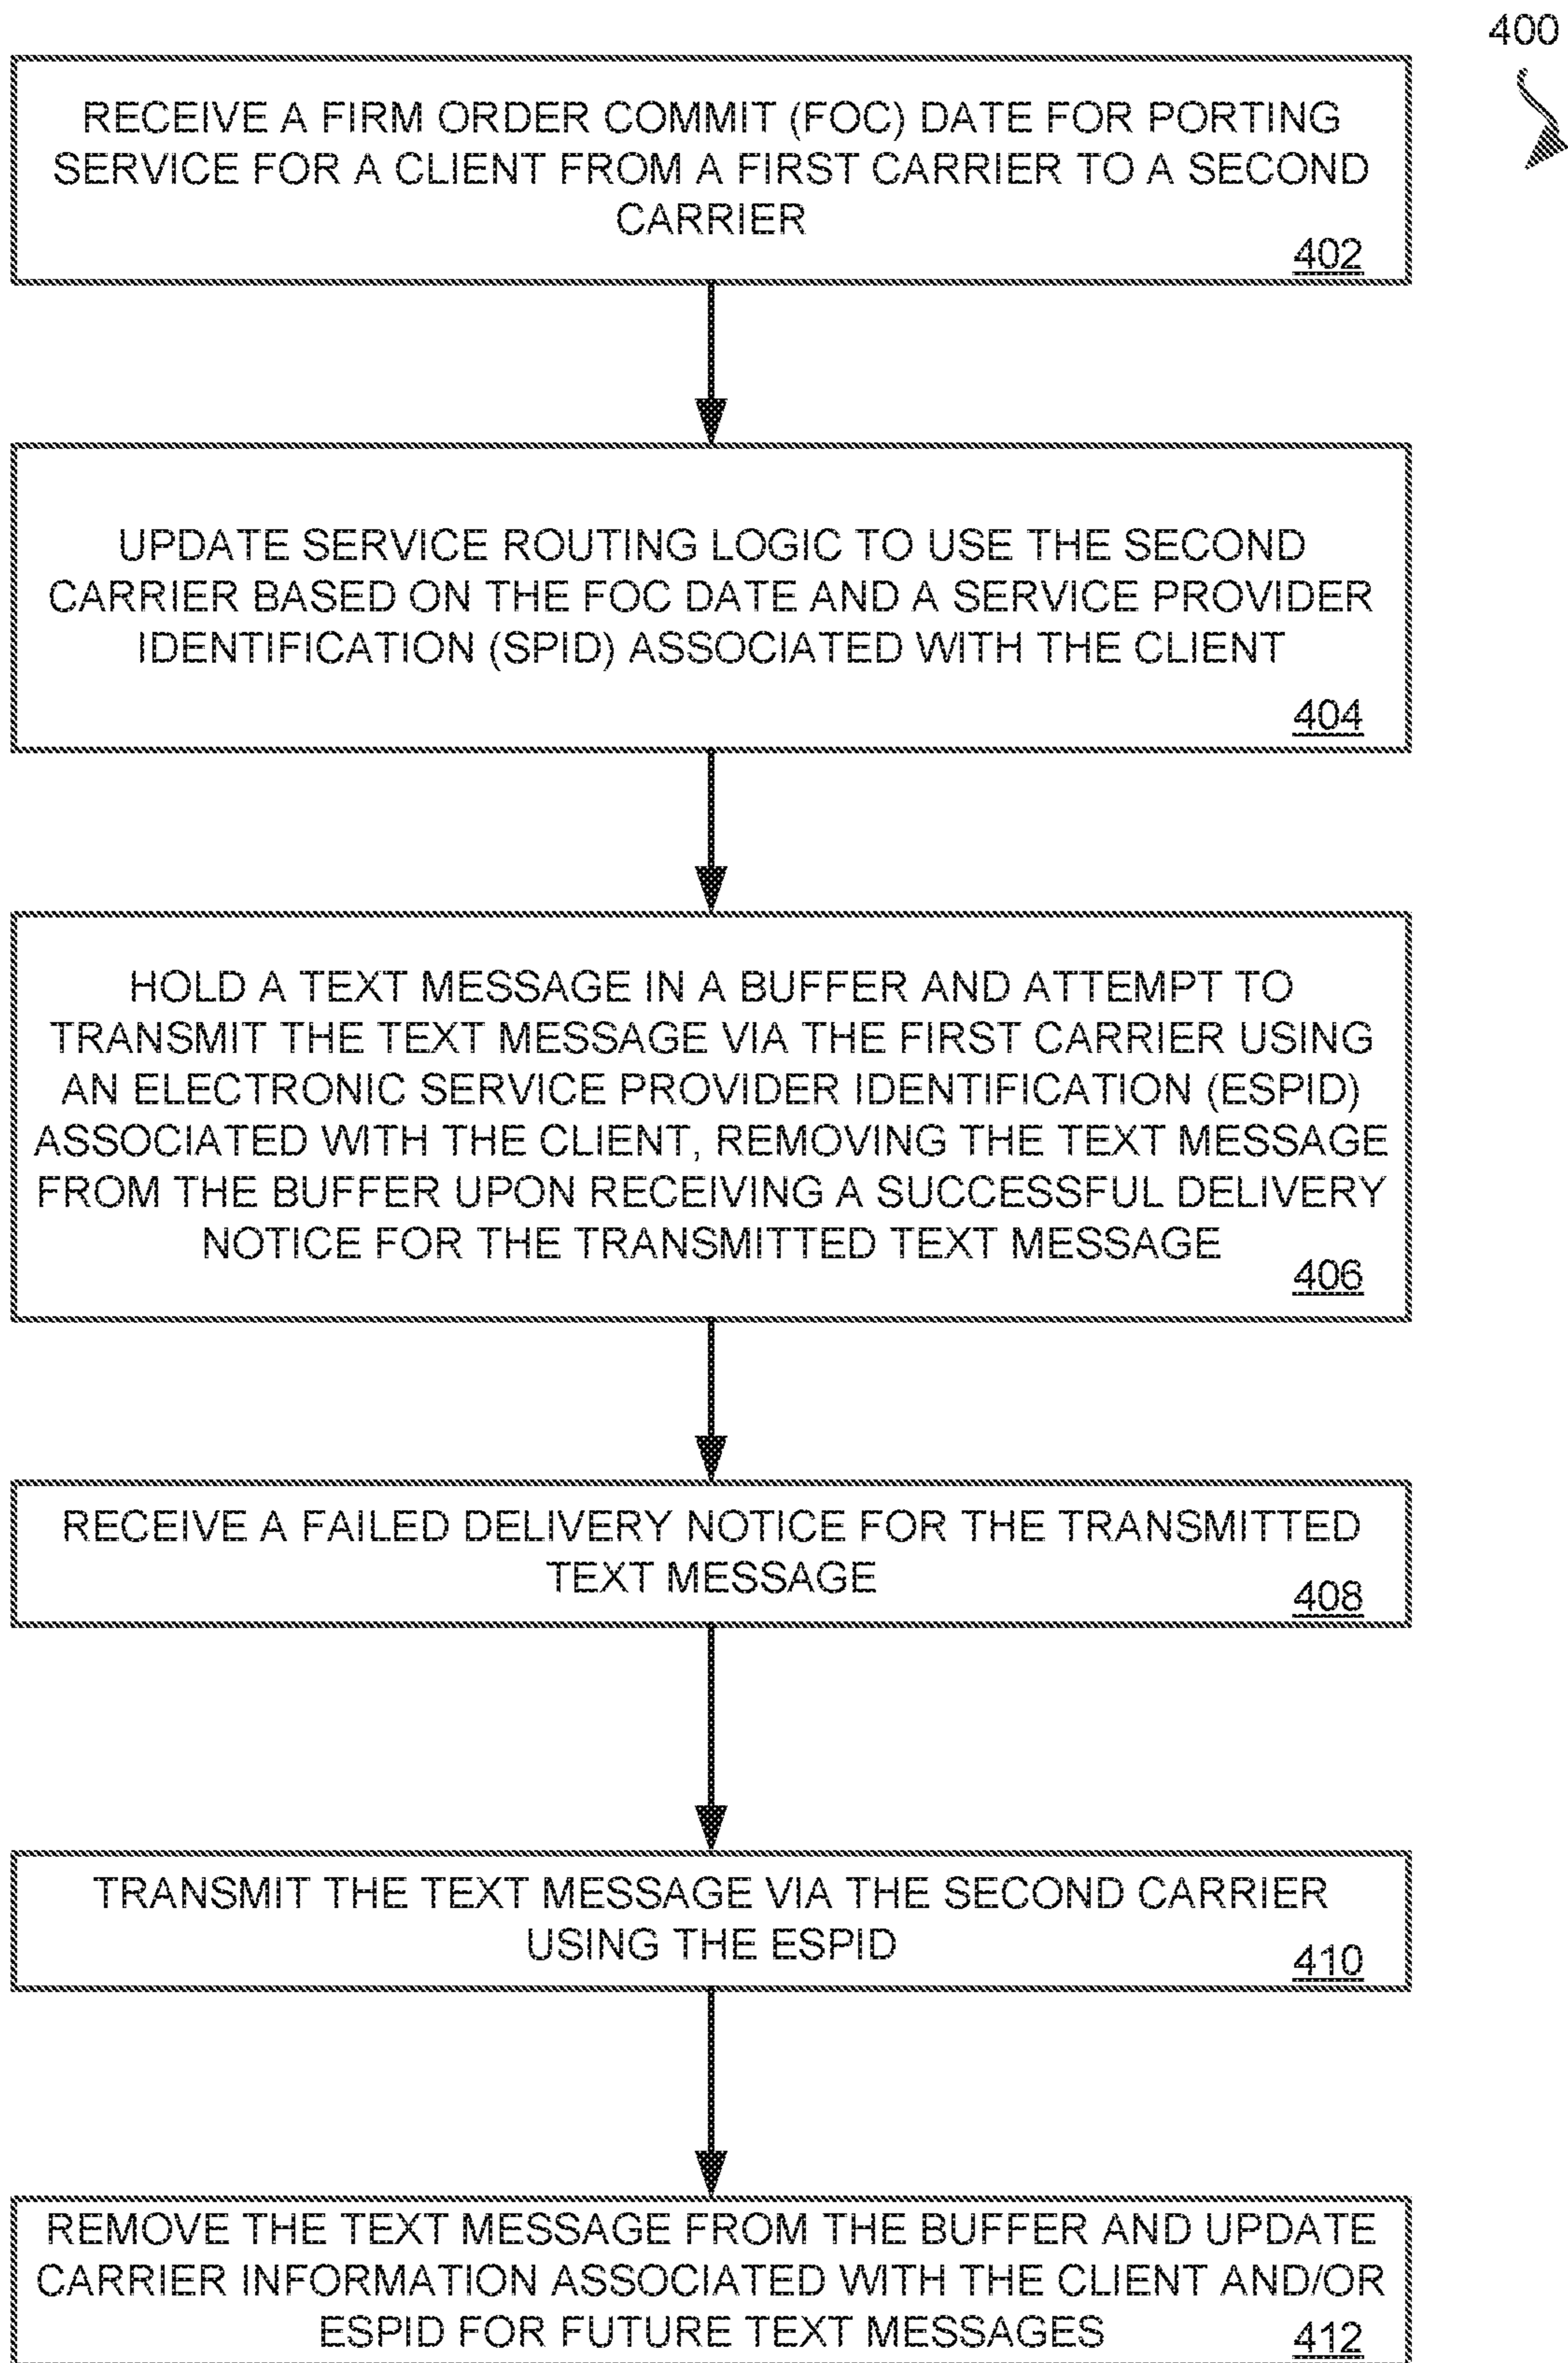 400
RECEIVE A FIRM ORDER COMMIT (FOC) DATE FOR PORTING
SERVICE FOR A CLIENT FROM A FIRST CARRIER TO A SECOND
CARRIER
402
UPDATE SERVICE ROUTING LOGIC TO USE THE SECOND
CARRIER BASED ON THE FOC DATE AND A SERVICE PROVIDER
IDENTIFICATION (SPID) ASSOCIATED WITH THE CLIENT
404
HOLD A TEXT MESSAGE IN A BUFFER AND ATTEMPT TO
TRANSMIT THE TEXT MESSAGE VIA THE FIRST CARRIER USING
AN ELECTRONIC SERVICE PROVIDER IDENTIFICATION (ESPID)
ASSOCIATED WITH THE CLIENT, REMOVING THE TEXT MESSAGE
FROM THE BUFFER UPON RECEIVING A SUCCESSFUL DELIVERY
NOTICE FOR THE TRANSMITTED TEXT MESSAGE
406
RECEIVE A FAILED DELIVERY NOTICE FOR THE TRANSMITTED
TEXT MESSAGE
408
TRANSMIT THE TEXT MESSAGE VIA THE SECOND CARRIER
USING THE ESPID
410
REMOVE THE TEXT MESSAGE FROM THE BUFFER AND UPDATE
CARRIER INFORMATION ASSOCIATED WITH THE CLIENT AND/OR
ESPID FOR FUTURE TEXT MESSAGES
412